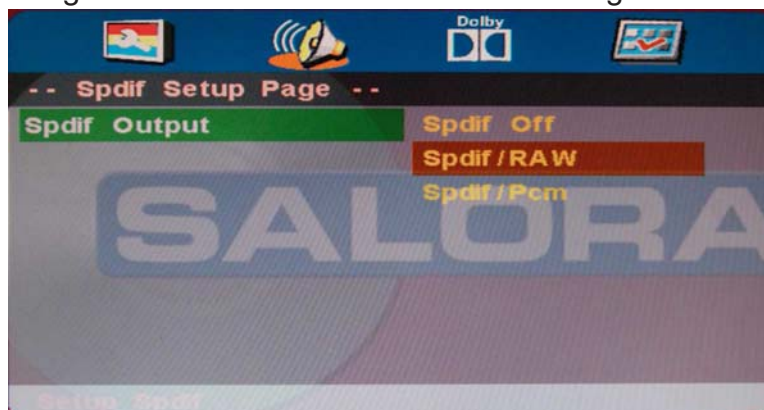 Dolby
-- Spdif Setup Page --
Spdif Output
Spdif Off
Spdif/RAW
Spdif/Pcm
SALORA
Setup Spdif